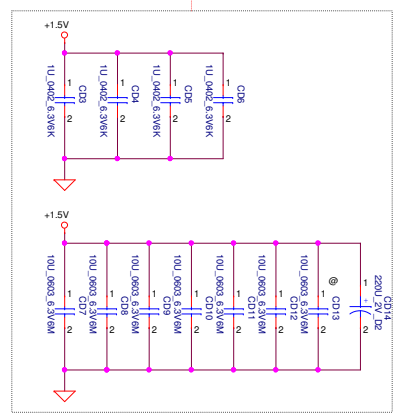 +1.5V
1U_0402_6.3V6K
1
CD3
2
1U_0402_6.3V6K
1
CD4
2
1U_0402_6.3V6K
1
CD5
2
1U_0402_6.3V6K
1
CD6
2
+1.5V
10U_0603_6.3V6M
1
CD7
2
10U_0603_6.3V6M
1
CD8
2
10U_0603_6.3V6M
1
CD9
2
10U_0603_6.3V6M
1
CD10
2
10U_0603_6.3V6M
1
CD11
2
10U_0603_6.3V6M
1
CD12
2
10U_0603_6.3V6M
@
1
CD13
2
220U_2V_D2
1
+
CD14
2